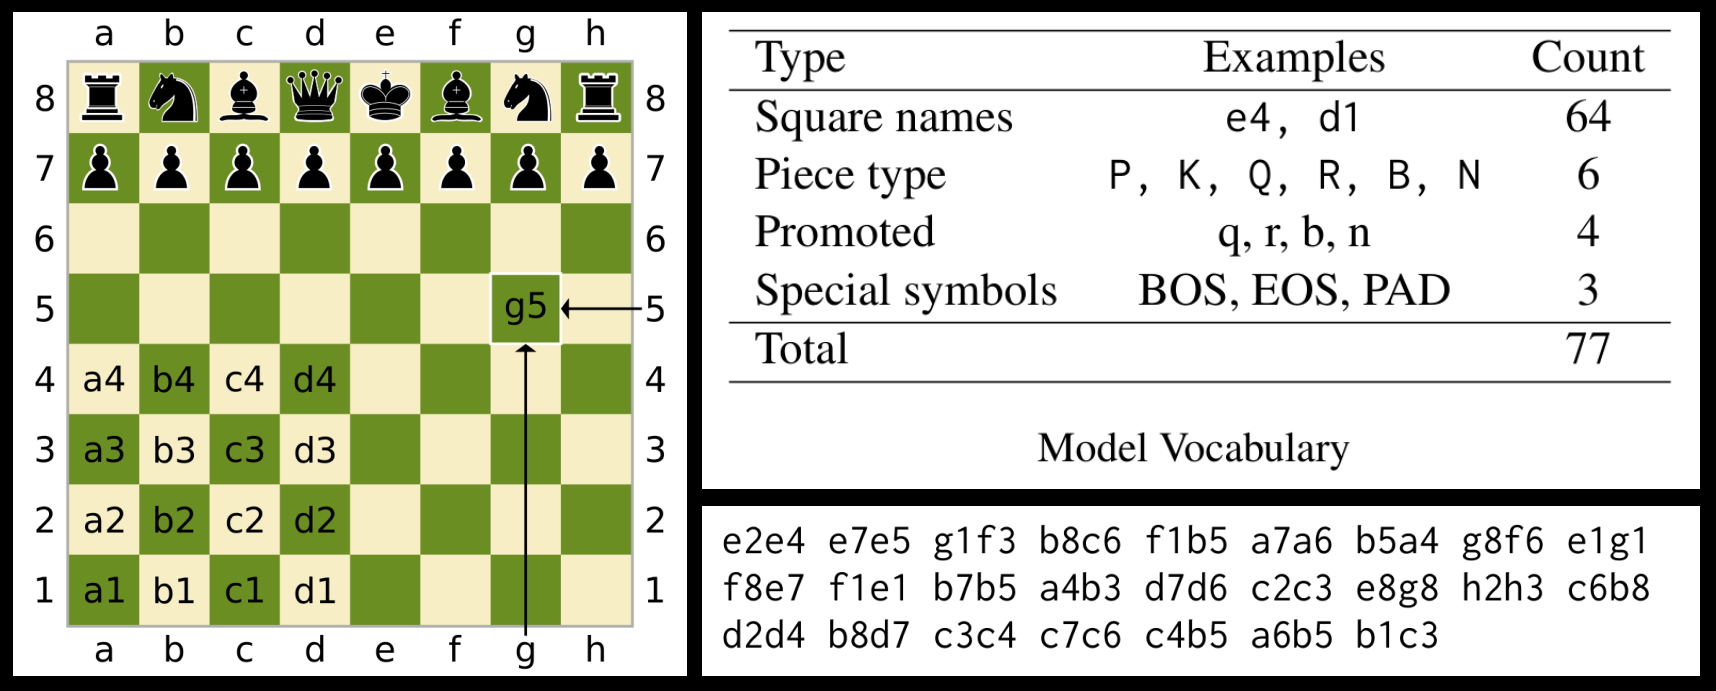 a b c d e f g h
8 8
7 7
6 6
5 g5 5
4 a4 b4 c4 d4 4
3 a3 b3 c3 d3 3
2 a2 b2 c2 d2 2
1 a1 b1 c1 d1 1
a b c d e f g h
Type Examples Count
Square names e4, d1 64
Piece type P, K, Q, R, B, N 6
Promoted q, r, b, n 4
Special symbols BOS, EOS, PAD 3
Total 77
Model Vocabulary
e2e4 e7e5 g1f3 b8c6 f1b5 a7a6 b5a4 g8f6 e1g1
f8e7 f1e1 b7b5 a4b3 d7d6 c2c3 e8g8 h2h3 c6b8
d2d4 b8d7 c3c4 c7c6 c4b5 a6b5 b1c3